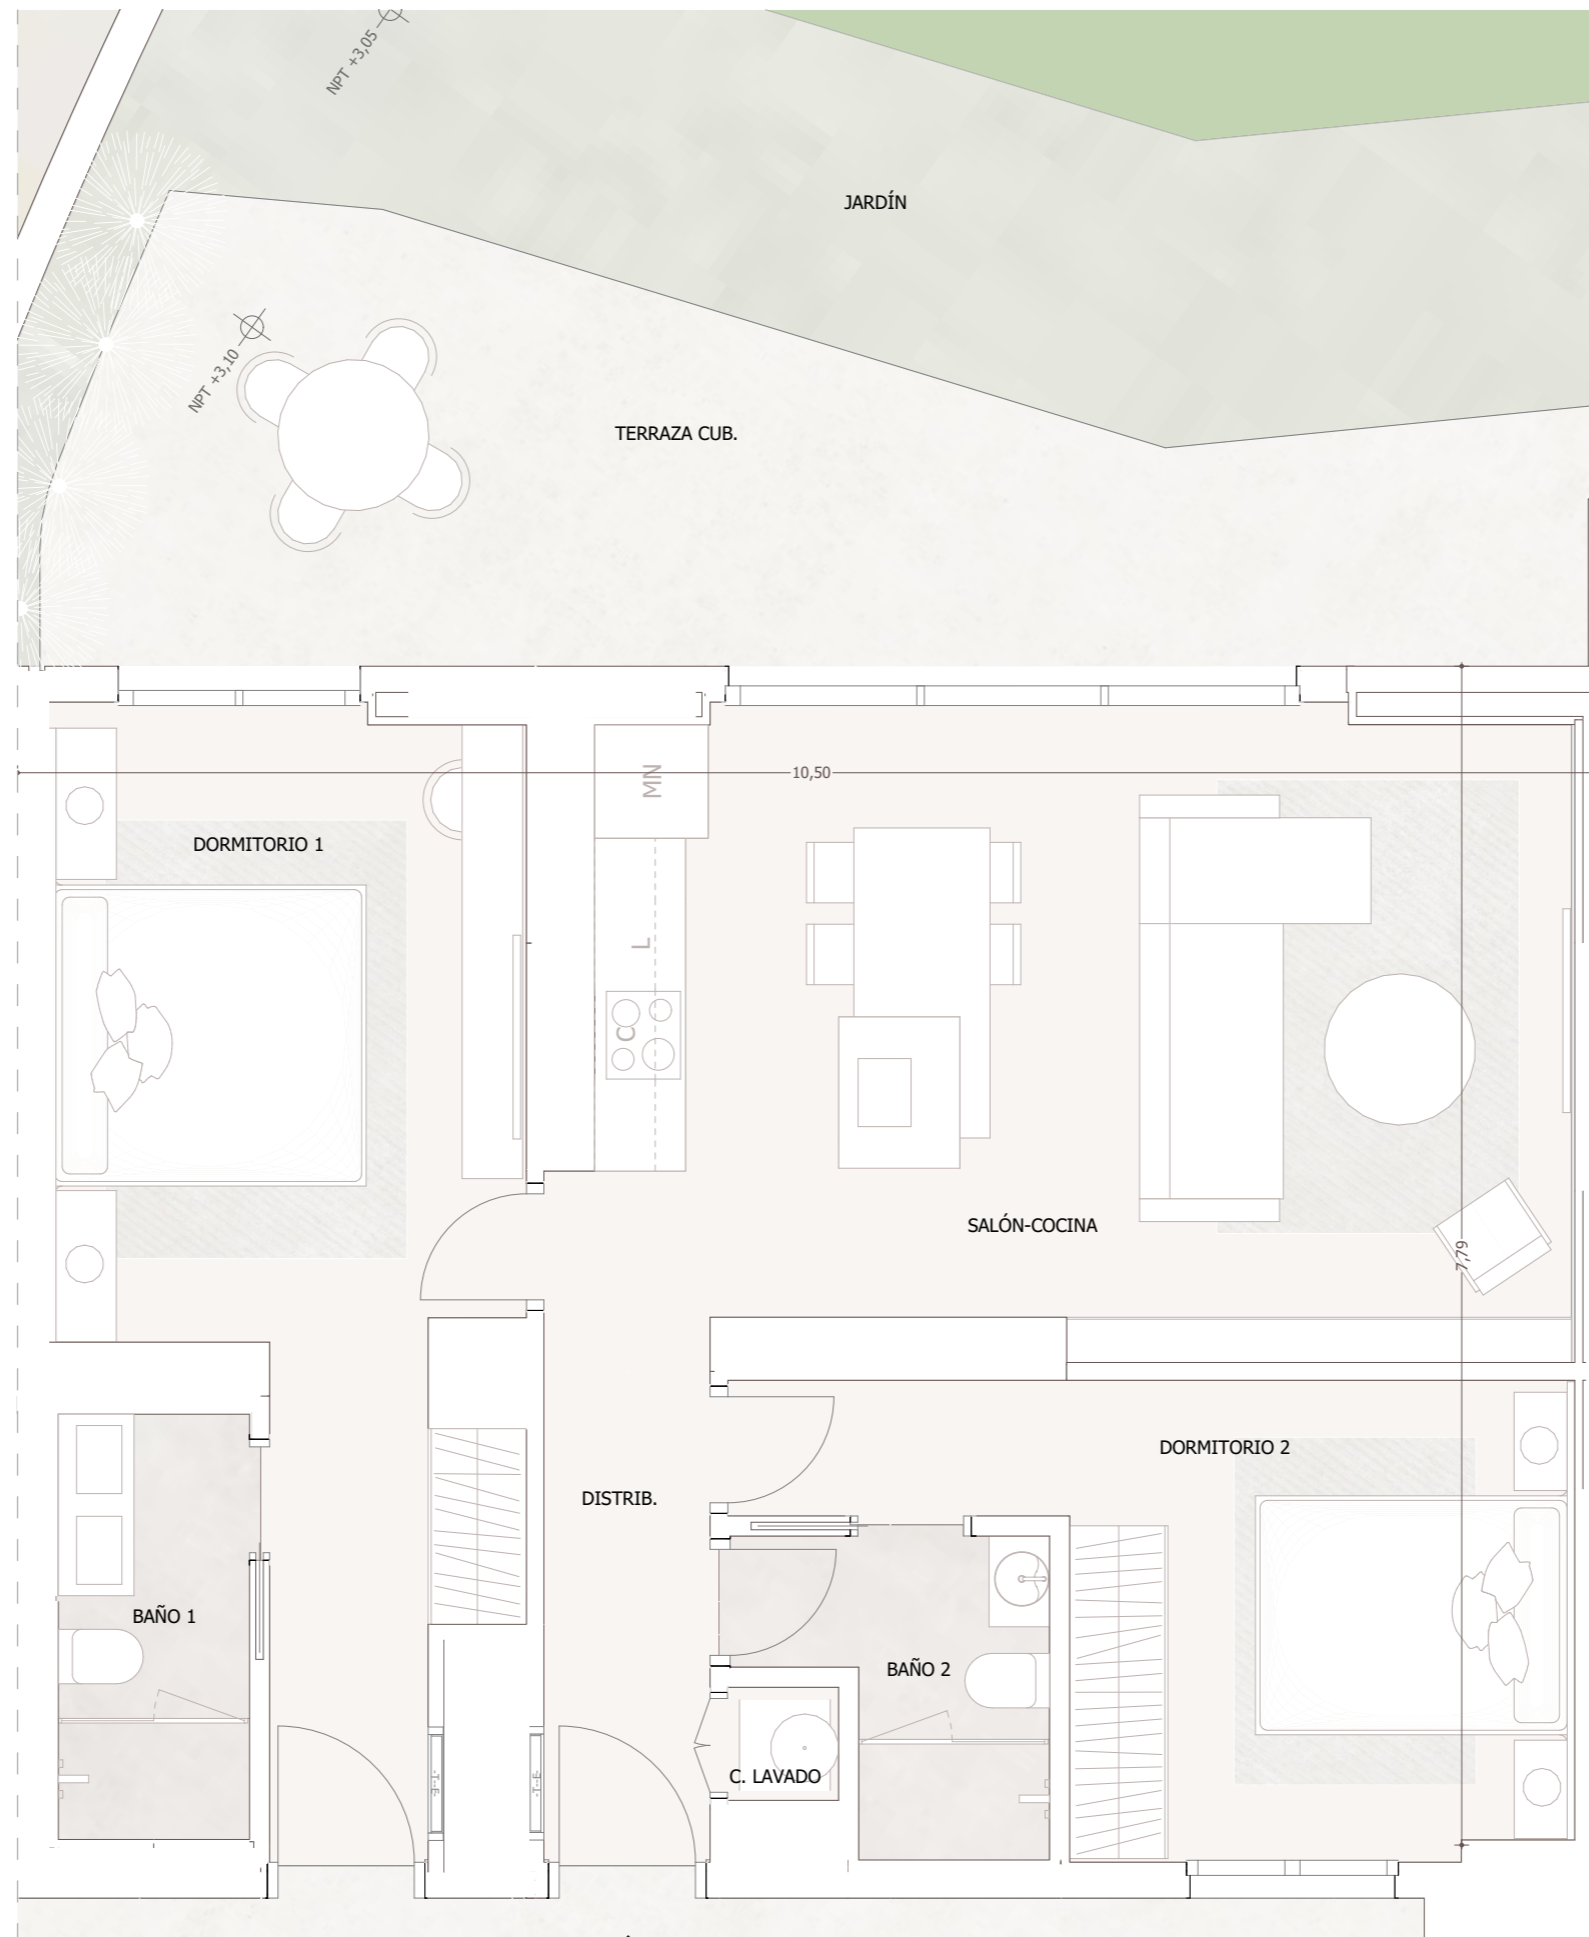 NPT +3,05
JARDÍN
NPT +3,10
TERRAZA CUB.
10,50
MN
DORMITORIO 1
L
C
SALÓN-COCINA
7,79
DORMITORIO 2
DISTRIB.
BAÑO 1
BAÑO 2
C. LAVADO